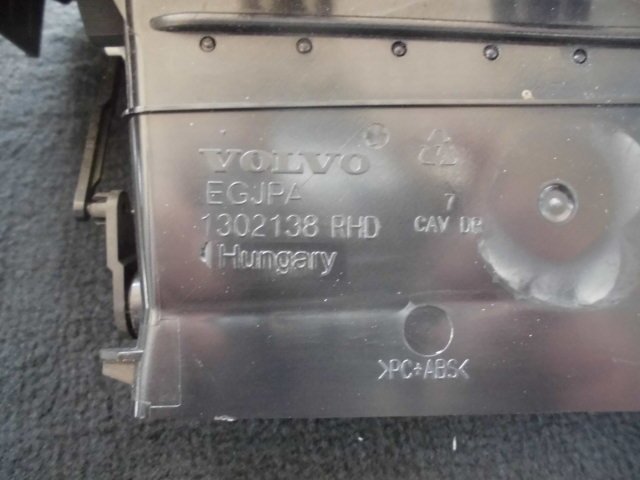 VOLVO
EGJPA
1302138 RHD
Hungary
7
CAV DB
>PC+ABS<